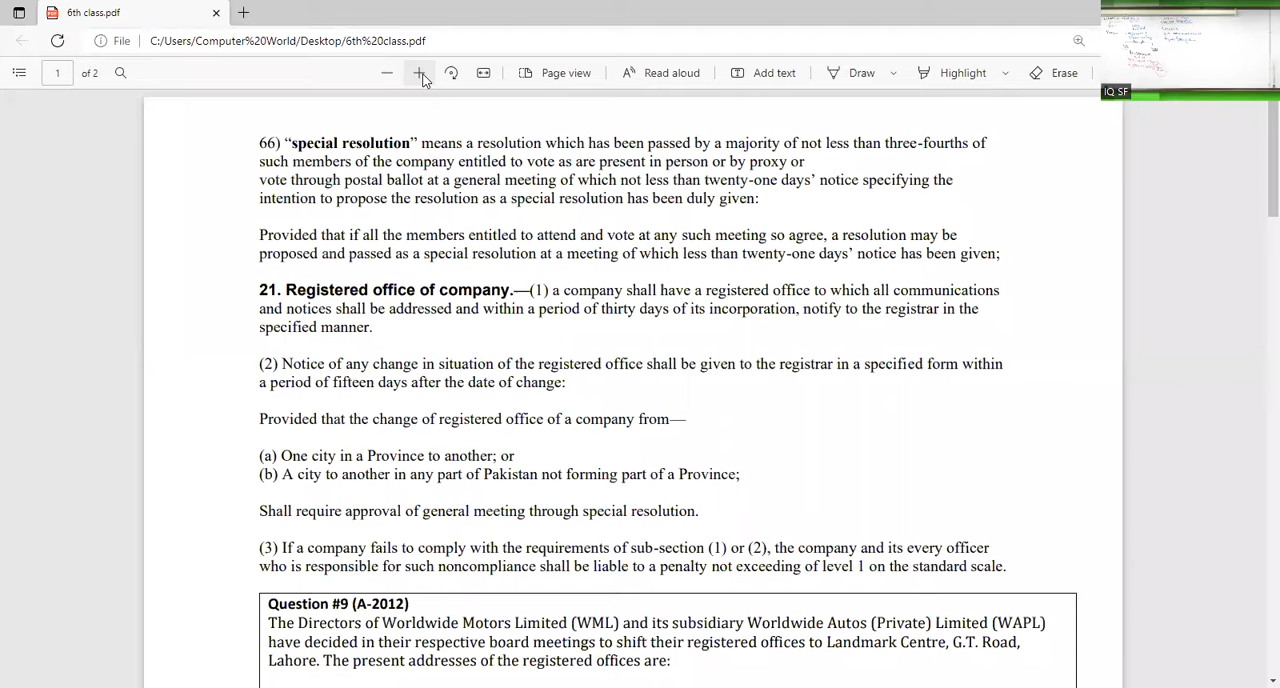 6th class.pdf
File
C:/Users/Computer%20World/Desktop/6th%20class.pdf
1
of 2
Page view
Read aloud
Add text
Draw
Highlight
Erase
IQ SF
66) “special resolution” means a resolution which has been passed by a majority of not less than three-fourths of
such members of the company entitled to vote as are present in person or by proxy or
vote through postal ballot at a general meeting of which not less than twenty-one days’ notice specifying the
intention to propose the resolution as a special resolution has been duly given:
Provided that if all the members entitled to attend and vote at any such meeting so agree, a resolution may be
proposed and passed as a special resolution at a meeting of which less than twenty-one days’ notice has been given;
21. Registered office of company.—(1) a company shall have a registered office to which all communications
and notices shall be addressed and within a period of thirty days of its incorporation, notify to the registrar in the
specified manner.
(2) Notice of any change in situation of the registered office shall be given to the registrar in a specified form within
a period of fifteen days after the date of change:
Provided that the change of registered office of a company from—
(a) One city in a Province to another; or
(b) A city to another in any part of Pakistan not forming part of a Province;
Shall require approval of general meeting through special resolution.
(3) If a company fails to comply with the requirements of sub-section (1) or (2), the company and its every officer
who is responsible for such noncompliance shall be liable to a penalty not exceeding of level 1 on the standard scale.
Question #9 (A-2012)
The Directors of Worldwide Motors Limited (WML) and its subsidiary Worldwide Autos (Private) Limited (WAPL)
have decided in their respective board meetings to shift their registered offices to Landmark Centre, G.T. Road,
Lahore. The present addresses of the registered offices are: